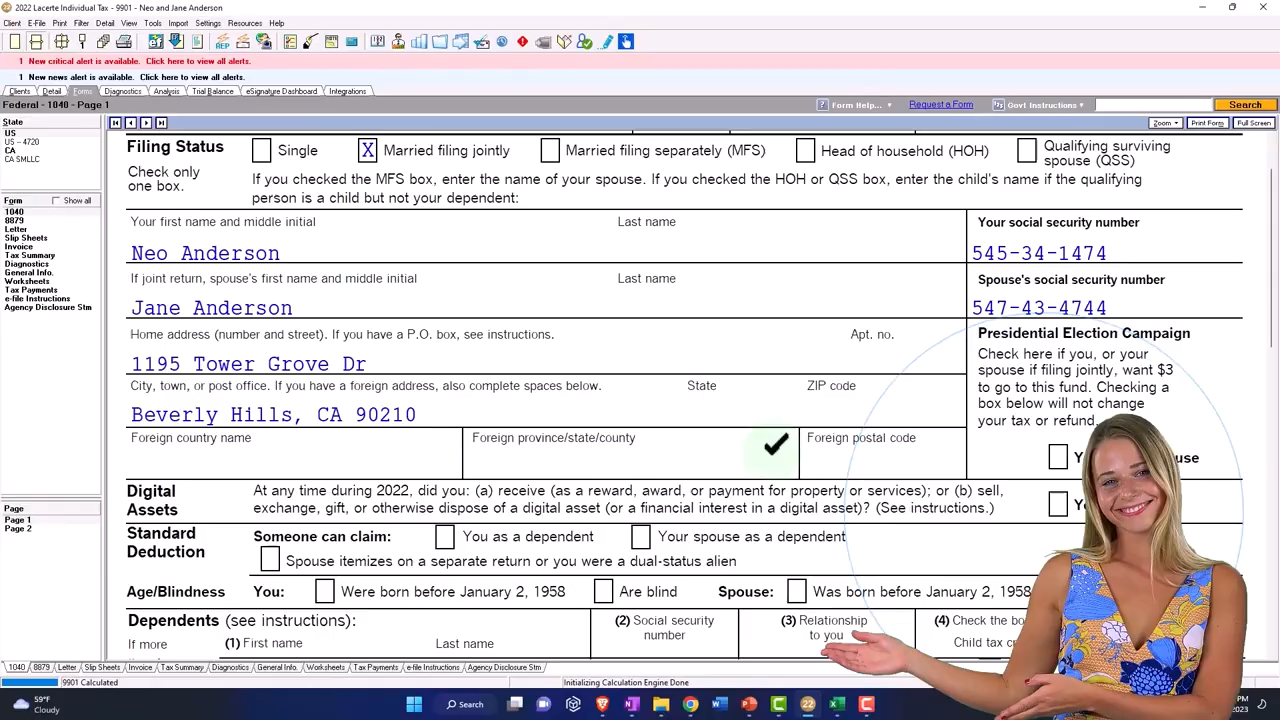 2022 Lacerte Individual Tax - 9901 - Neo and Jane Anderson
Client E-File Print Filter Detail View Tools Import Settings Resources Help
1 New critical alert is available. Click here to view all alerts.
1 New news alert is available. Click here to view all alerts.
Clients Detail Forms Diagnostics Analysis Trial Balance eSignature Dashboard Integrations
Federal - 1040 - Page 1
Form Help... Request a Form Govt Instructions Search
State
US
US - 4720
CA
CA SMLLC
Form Show all
1040
8879
Letter
Slip Sheets
Invoice
Tax Summary
Diagnostics
General Info.
Worksheets
Tax Payments
e-file Instructions
Agency Disclosure Stm
Page
Page 1
Page 2
Zoom Print Form Full Screen
Filing Status Single X Married filing jointly Married filing separately (MFS) Head of household (HOH) Qualifying surviving spouse (QSS)
Check only one box.
If you checked the MFS box, enter the name of your spouse. If you checked the HOH or QSS box, enter the child's name if the qualifying
person is a child but not your dependent:
Your first name and middle initial Last name Your social security number
Neo Anderson 545-34-1474
If joint return, spouse's first name and middle initial Last name Spouse's social security number
Jane Anderson 547-43-4744
Home address (number and street). If you have a P.O. box, see instructions. Apt. no.
1195 Tower Grove Dr
City, town, or post office. If you have a foreign address, also complete spaces below. State ZIP code
Beverly Hills, CA 90210
Foreign country name Foreign province/state/county Foreign postal code
Presidential Election Campaign
Check here if you, or your
spouse if filing jointly, want $3
to go to this fund. Checking a
box below will not change
your tax or refund.
Digital Assets
At any time during 2022, did you: (a) receive (as a reward, award, or payment for property or services); or (b) sell,
exchange, gift, or otherwise dispose of a digital asset (or a financial interest in a digital asset)? (See instructions.)
Standard Deduction
Someone can claim: You as a dependent Your spouse as a dependent
Spouse itemizes on a separate return or you were a dual-status alien
Age/Blindness You: Were born before January 2, 1958 Are blind Spouse: Was born before January 2, 1958
Dependents (see instructions): (2) Social security number (3) Relationship to you (4) Check the bo
If more (1) First name Last name Child tax
1040 8879 Letter Slip Sheets Invoice Tax Summary Diagnostics General Info. Worksheets Tax Payments e-file Instructions Agency Disclosure Stm
9901 Calculated Initializing Calculation Engine Done
59°F
Cloudy
Search